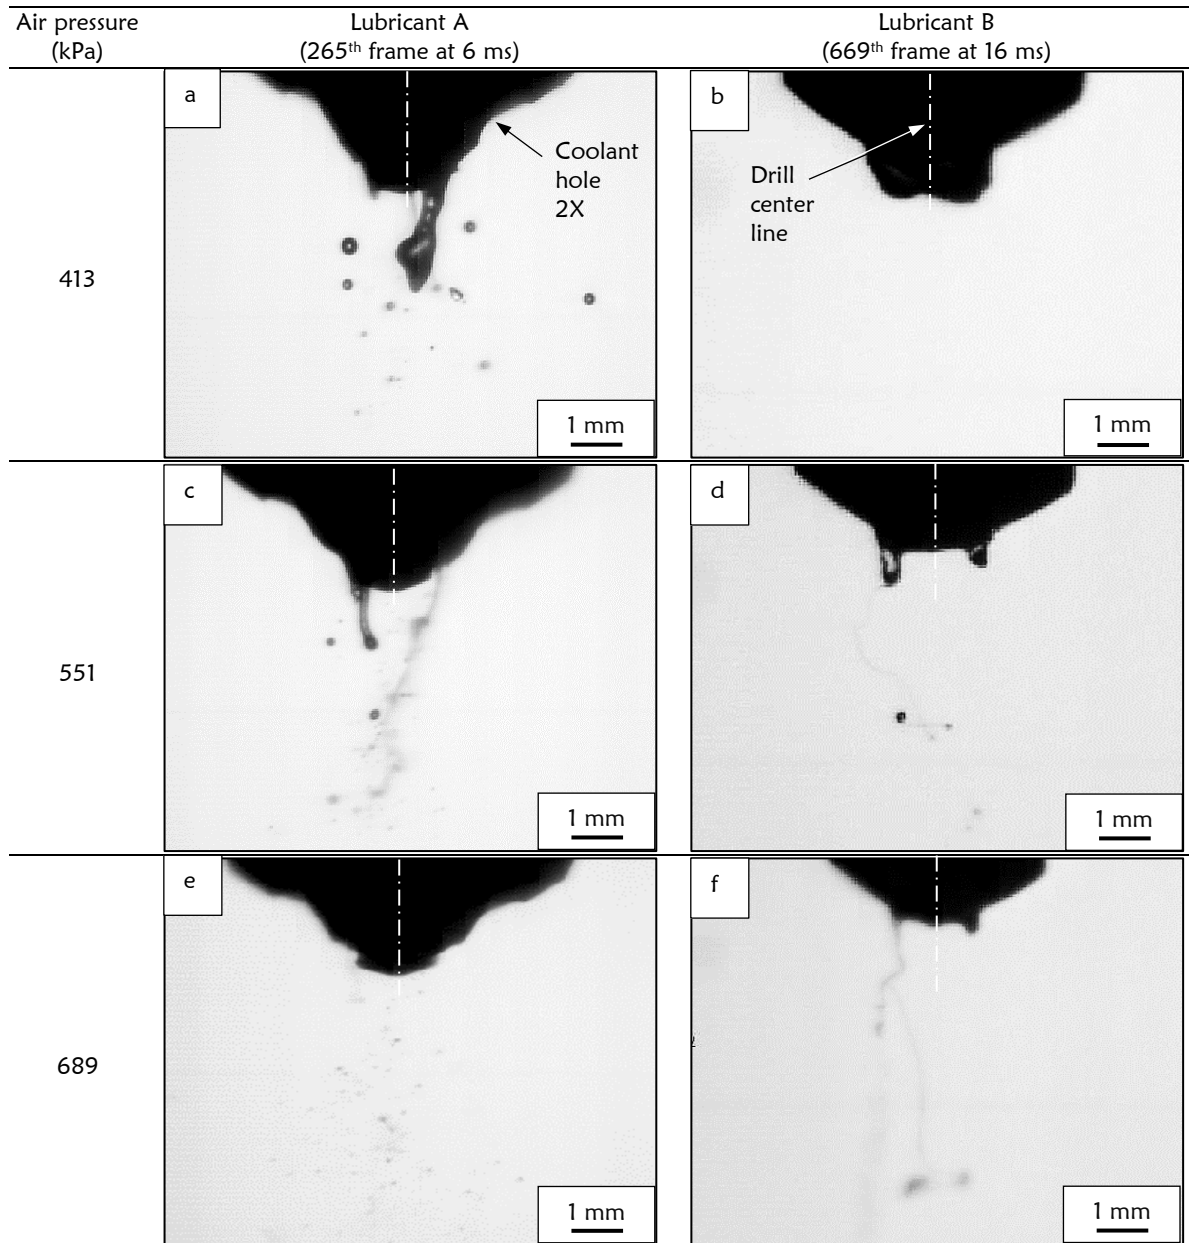 Air pressure
(kPa)
Lubricant A
(265th frame at 6 ms)
Lubricant B
(669th frame at 16 ms)
413
a
Coolant
hole
2X
1 mm
b
Drill
center
line
1 mm
551
c
1 mm
d
1 mm
689
e
1 mm
f
1 mm